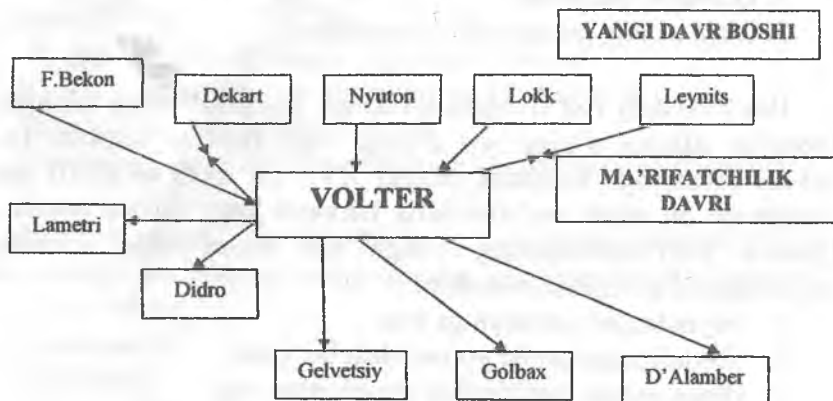 YANGI DAVR BOSHI
F.Bekon
Dekart
Nyuton
Lokk
Leynits
VOLTER
MA'RIFATCHILIK
DAVRI
Lametri
Didro
Gelvetsiy
Golbax
D'Alamber